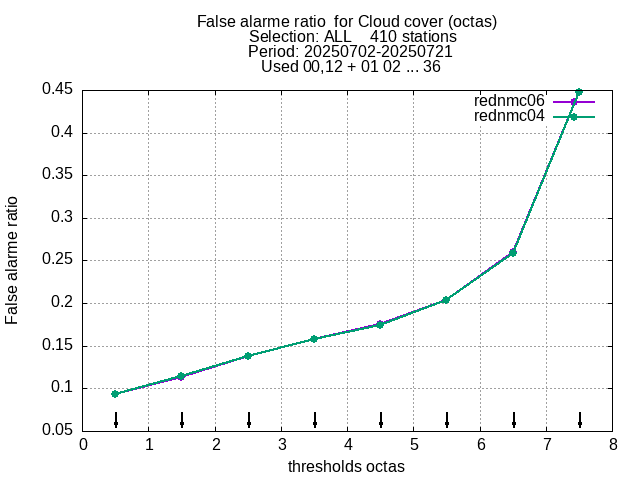 False alarme ratio  for Cloud cover (octas)
Selection: ALL    410 stations
Period: 20250702-20250721
Used 00,12 + 01 02 ... 36
rednmc06
rednmc04
False alarme ratio
0.45
0.4
0.35
0.3
0.25
0.2
0.15
0.1
0.05
0 1 2 3 4 5 6 7 8
thresholds octas